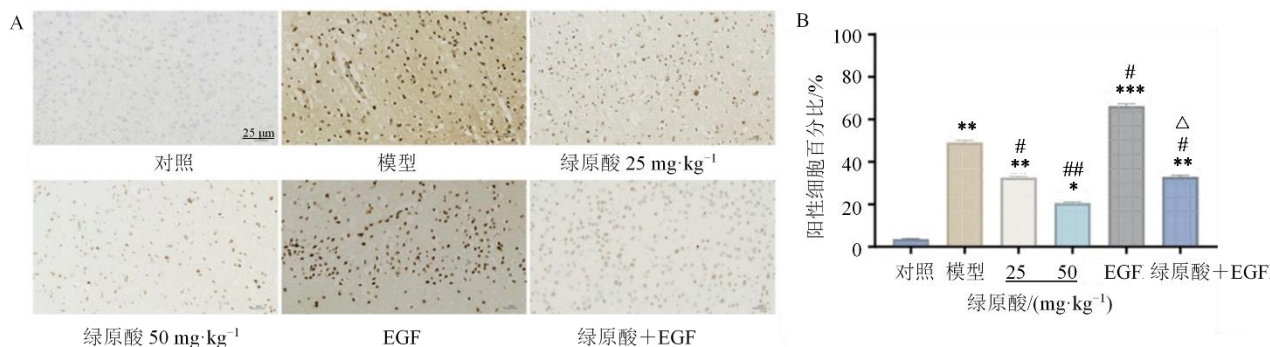 A
25 μm
对照
模型
绿原酸 25 mg·kg⁻¹
绿原酸 50 mg·kg⁻¹
EGF
绿原酸＋EGF
B
阳性细胞百分比/%
100
80
60
40
20
0
**
#
**
##
*
#
***
△
#
**
对照
模型
25
50
EGF
绿原酸＋EGF
绿原酸/(mg·kg⁻¹)